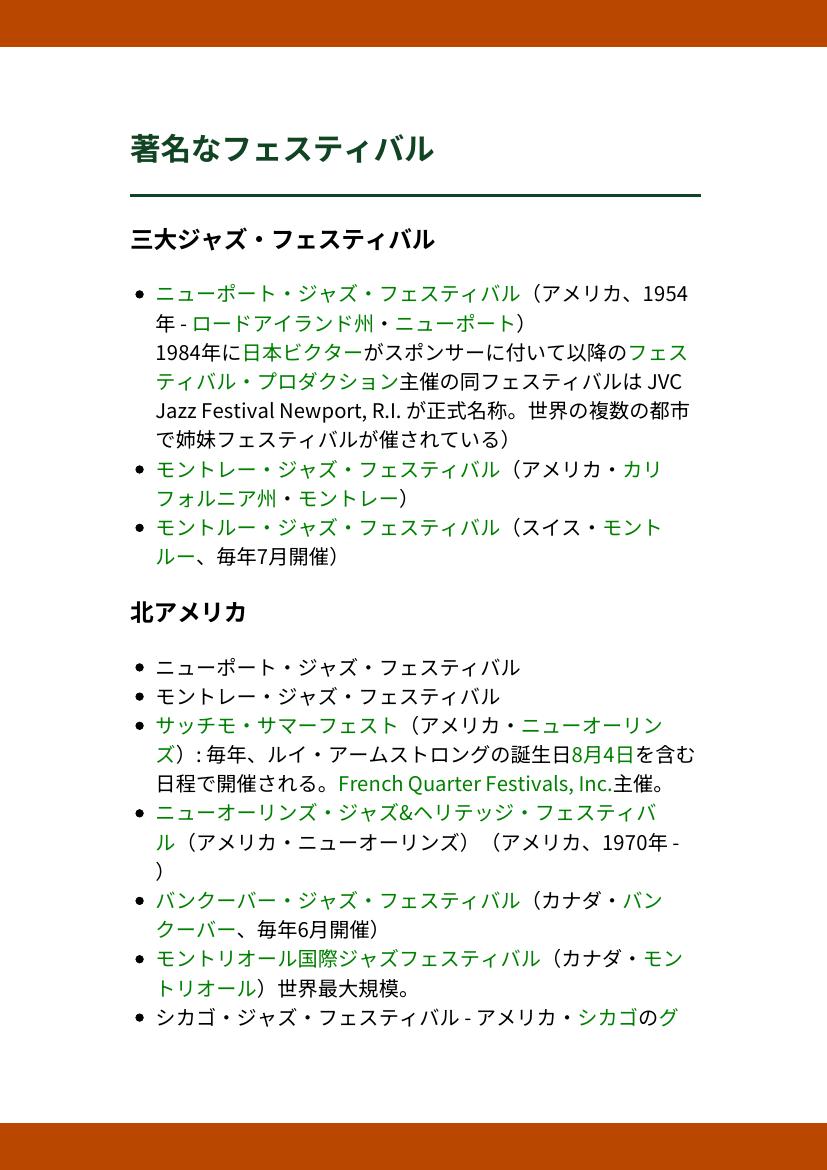 著名なフェスティバル
三大ジャズ・フェスティバル
ニューポート・ジャズ・フェスティバル（アメリカ、1954
年 - ロードアイランド州・ニューポート）
1984年に日本ビクターがスポンサーに付いて以降のフェス
ティバル・プロダクション主催の同フェスティバルは JVC
Jazz Festival Newport, R.I. が正式名称。世界の複数の都市
で姉妹フェスティバルが催されている）
モントレー・ジャズ・フェスティバル（アメリカ・カリ
フォルニア州・モントレー）
モントルー・ジャズ・フェスティバル（スイス・モント
ルー、毎年7月開催）
北アメリカ
ニューポート・ジャズ・フェスティバル
モントレー・ジャズ・フェスティバル
サッチモ・サマーフェスト（アメリカ・ニューオーリン
ズ）: 毎年、ルイ・アームストロングの誕生日8月4日を含む
日程で開催される。French Quarter Festivals, Inc.主催。
ニューオーリンズ・ジャズ&ヘリテッジ・フェスティバ
ル（アメリカ・ニューオーリンズ）（アメリカ、1970年 -
）
バンクーバー・ジャズ・フェスティバル（カナダ・バン
クーバー、毎年6月開催）
モントリオール国際ジャズフェスティバル（カナダ・モン
トリオール）世界最大規模。
シカゴ・ジャズ・フェスティバル - アメリカ・シカゴのグ